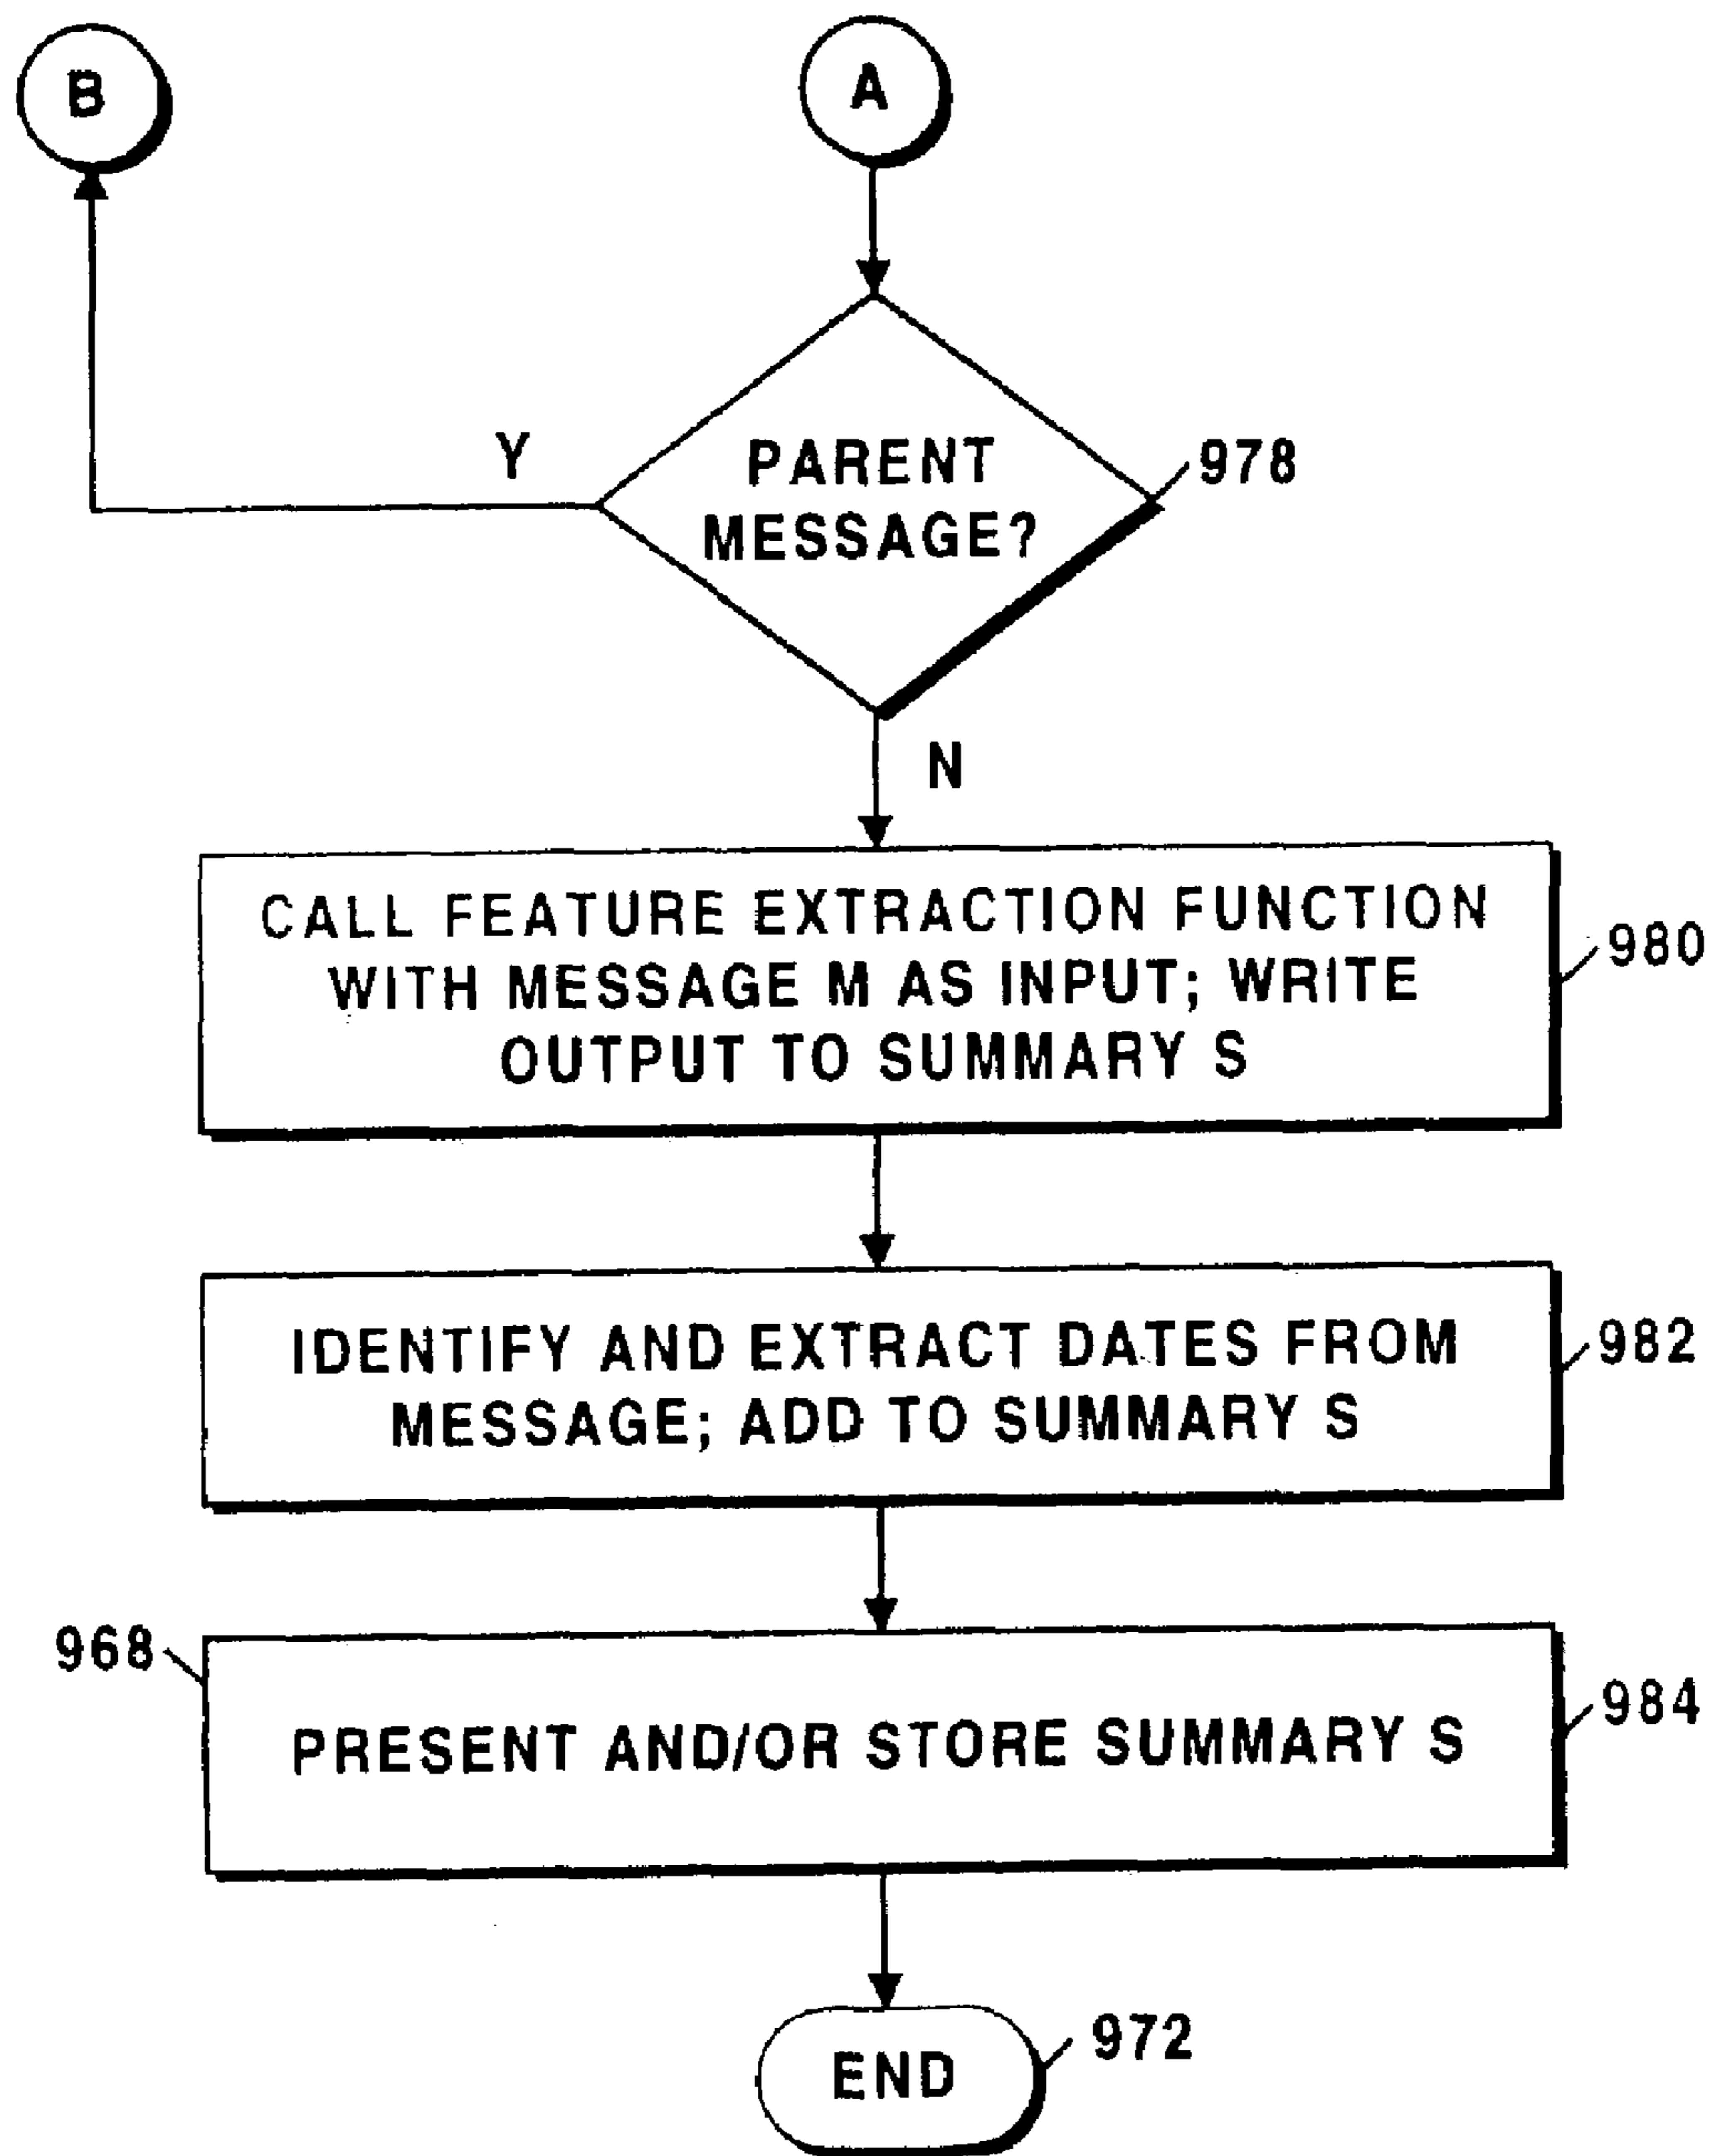 B
A
Y
PARENT
MESSAGE?
978
N
CALL FEATURE EXTRACTION FUNCTION
WITH MESSAGE M AS INPUT; WRITE
OUTPUT TO SUMMARY S
980
IDENTIFY AND EXTRACT DATES FROM
MESSAGE; ADD TO SUMMARY S
982
968
PRESENT AND/OR STORE SUMMARY S
984
END
972